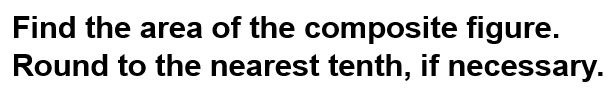 Find the area of the composite figure.
Round to the nearest tenth, if necessary.